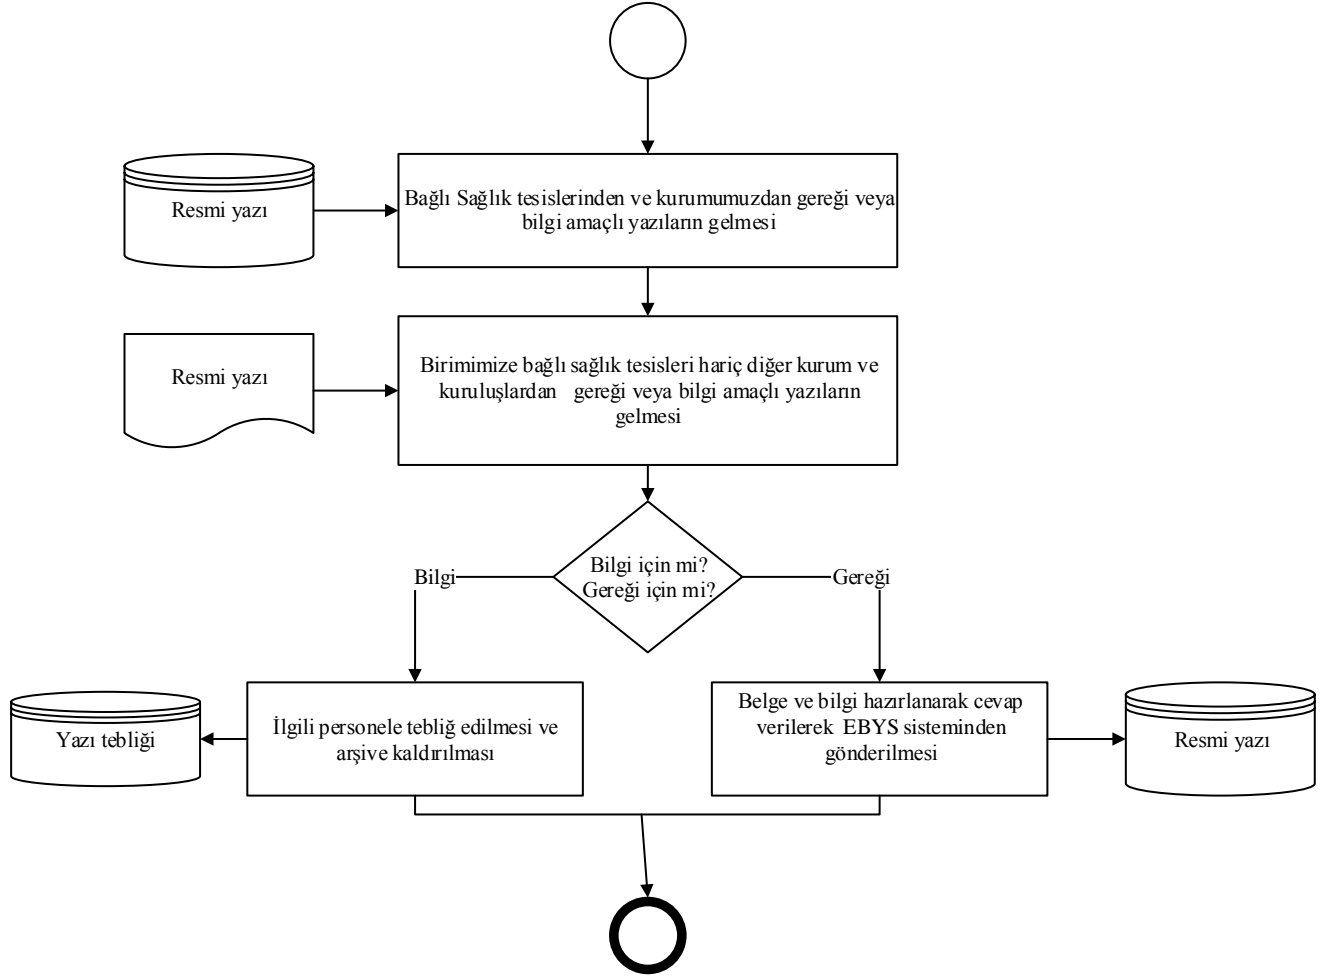 Resmi yazı
Bağlı Sağlık tesislerinden ve kurumumuzdan gereği veya
bilgi amaçlı yazıların gelmesi
Resmi yazı
Birimimize bağlı sağlık tesisleri hariç diğer kurum ve
kuruluşlardan gereği veya bilgi amaçlı yazıların
gelmesi
Bilgi için mi?
Gereği için mi?
Bilgi
Gereği
Yazı tebliği
İlgili personele tebliğ edilmesi ve
arşive kaldırılması
Belge ve bilgi hazırlanarak cevap
verilerek EBYS sisteminden
gönderilmesi
Resmi yazı